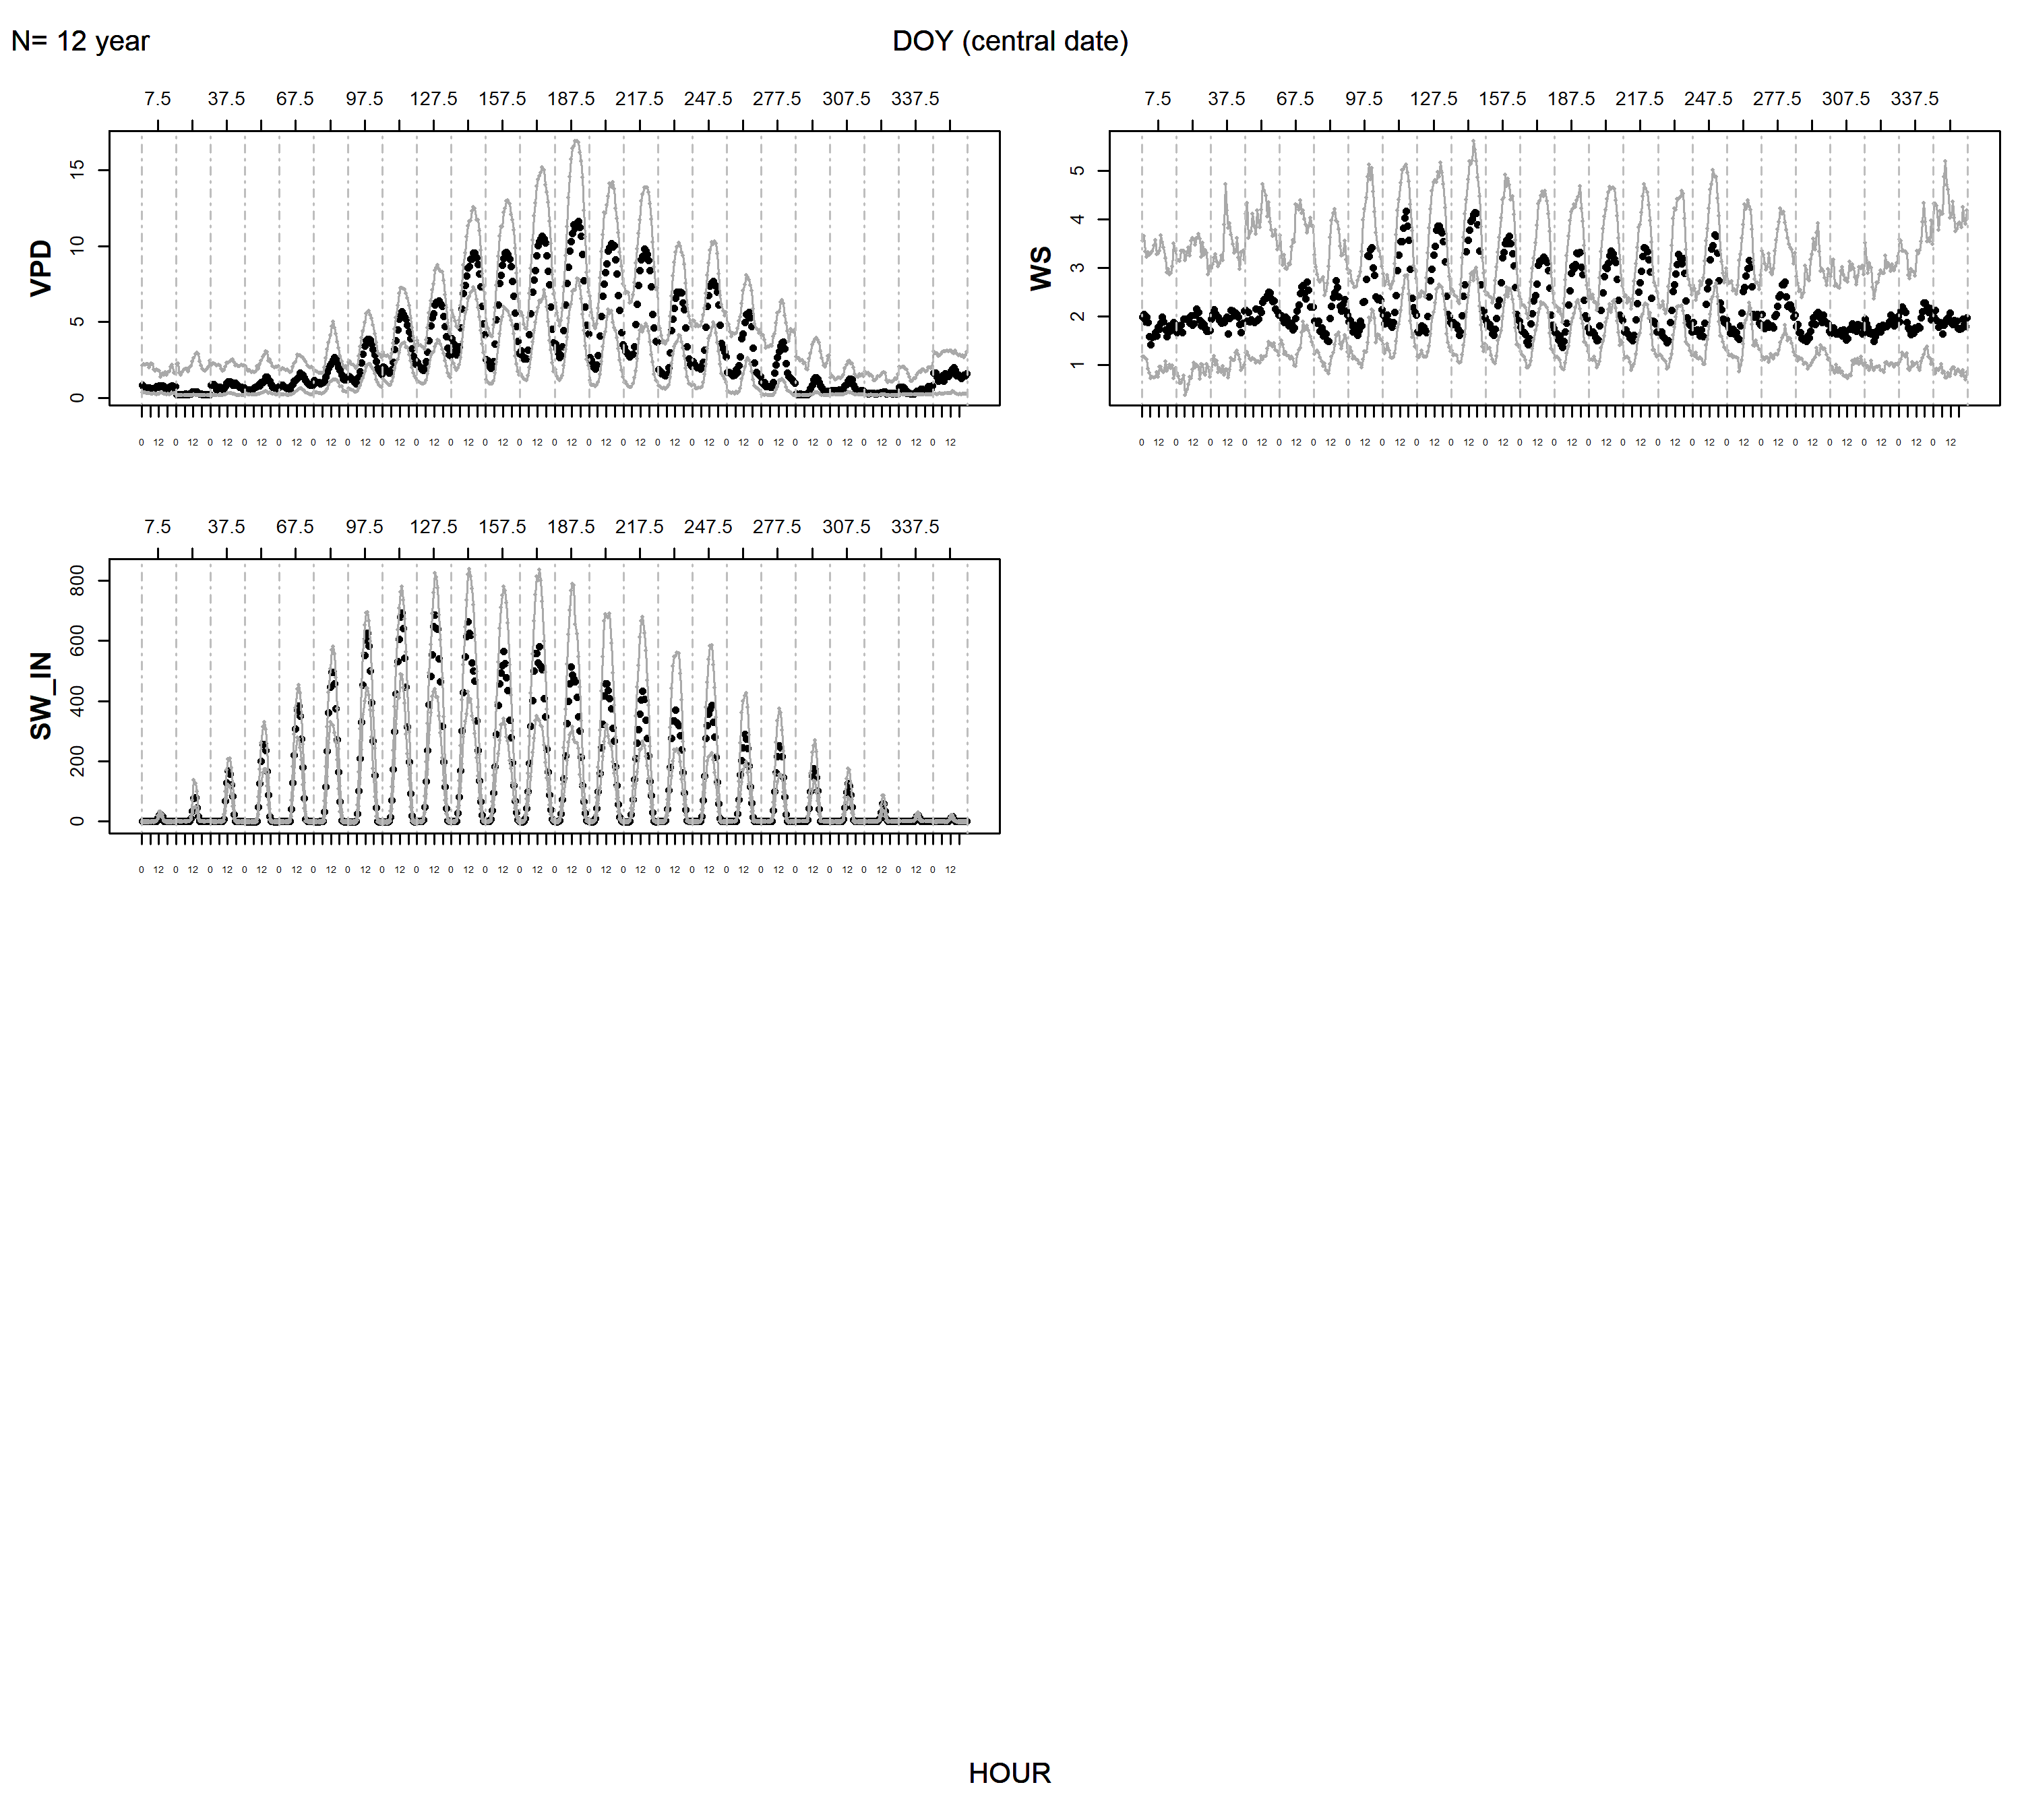 N= 12 year
DOY (central date)
7.5 37.5 67.5 97.5 127.5 157.5 187.5 217.5 247.5 277.5 307.5 337.5
VPD
15
10
5
0
0 12 0 12 0 12 0 12 0 12 0 12 0 12 0 12 0 12 0 12 0 12 0 12 0 12 0 12 0 12 0 12 0 12 0 12 0 12 0 12 0 12 0 12 0 12 0 12
7.5 37.5 67.5 97.5 127.5 157.5 187.5 217.5 247.5 277.5 307.5 337.5
WS
5
4
3
2
1
0 12 0 12 0 12 0 12 0 12 0 12 0 12 0 12 0 12 0 12 0 12 0 12 0 12 0 12 0 12 0 12 0 12 0 12 0 12 0 12 0 12 0 12 0 12 0 12
7.5 37.5 67.5 97.5 127.5 157.5 187.5 217.5 247.5 277.5 307.5 337.5
SW_IN
800
600
400
200
0
0 12 0 12 0 12 0 12 0 12 0 12 0 12 0 12 0 12 0 12 0 12 0 12 0 12 0 12 0 12 0 12 0 12 0 12 0 12 0 12 0 12 0 12 0 12 0 12
HOUR